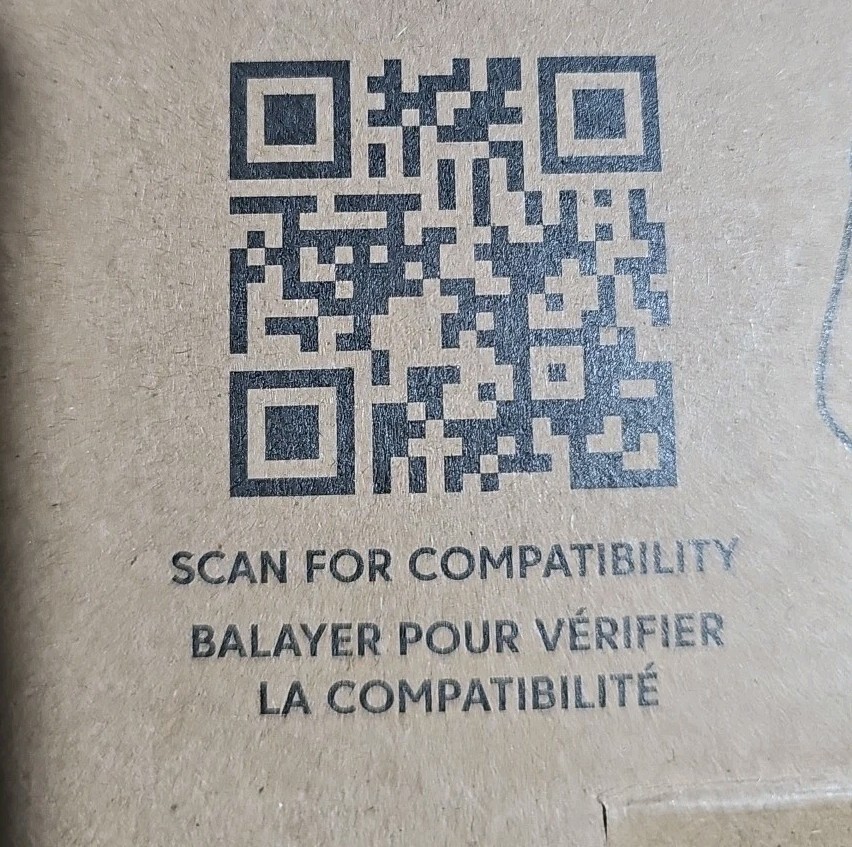 SCAN FOR COMPATIBILITY
BALAYER POUR VÉRIFIER
LA COMPATIBILITÉ